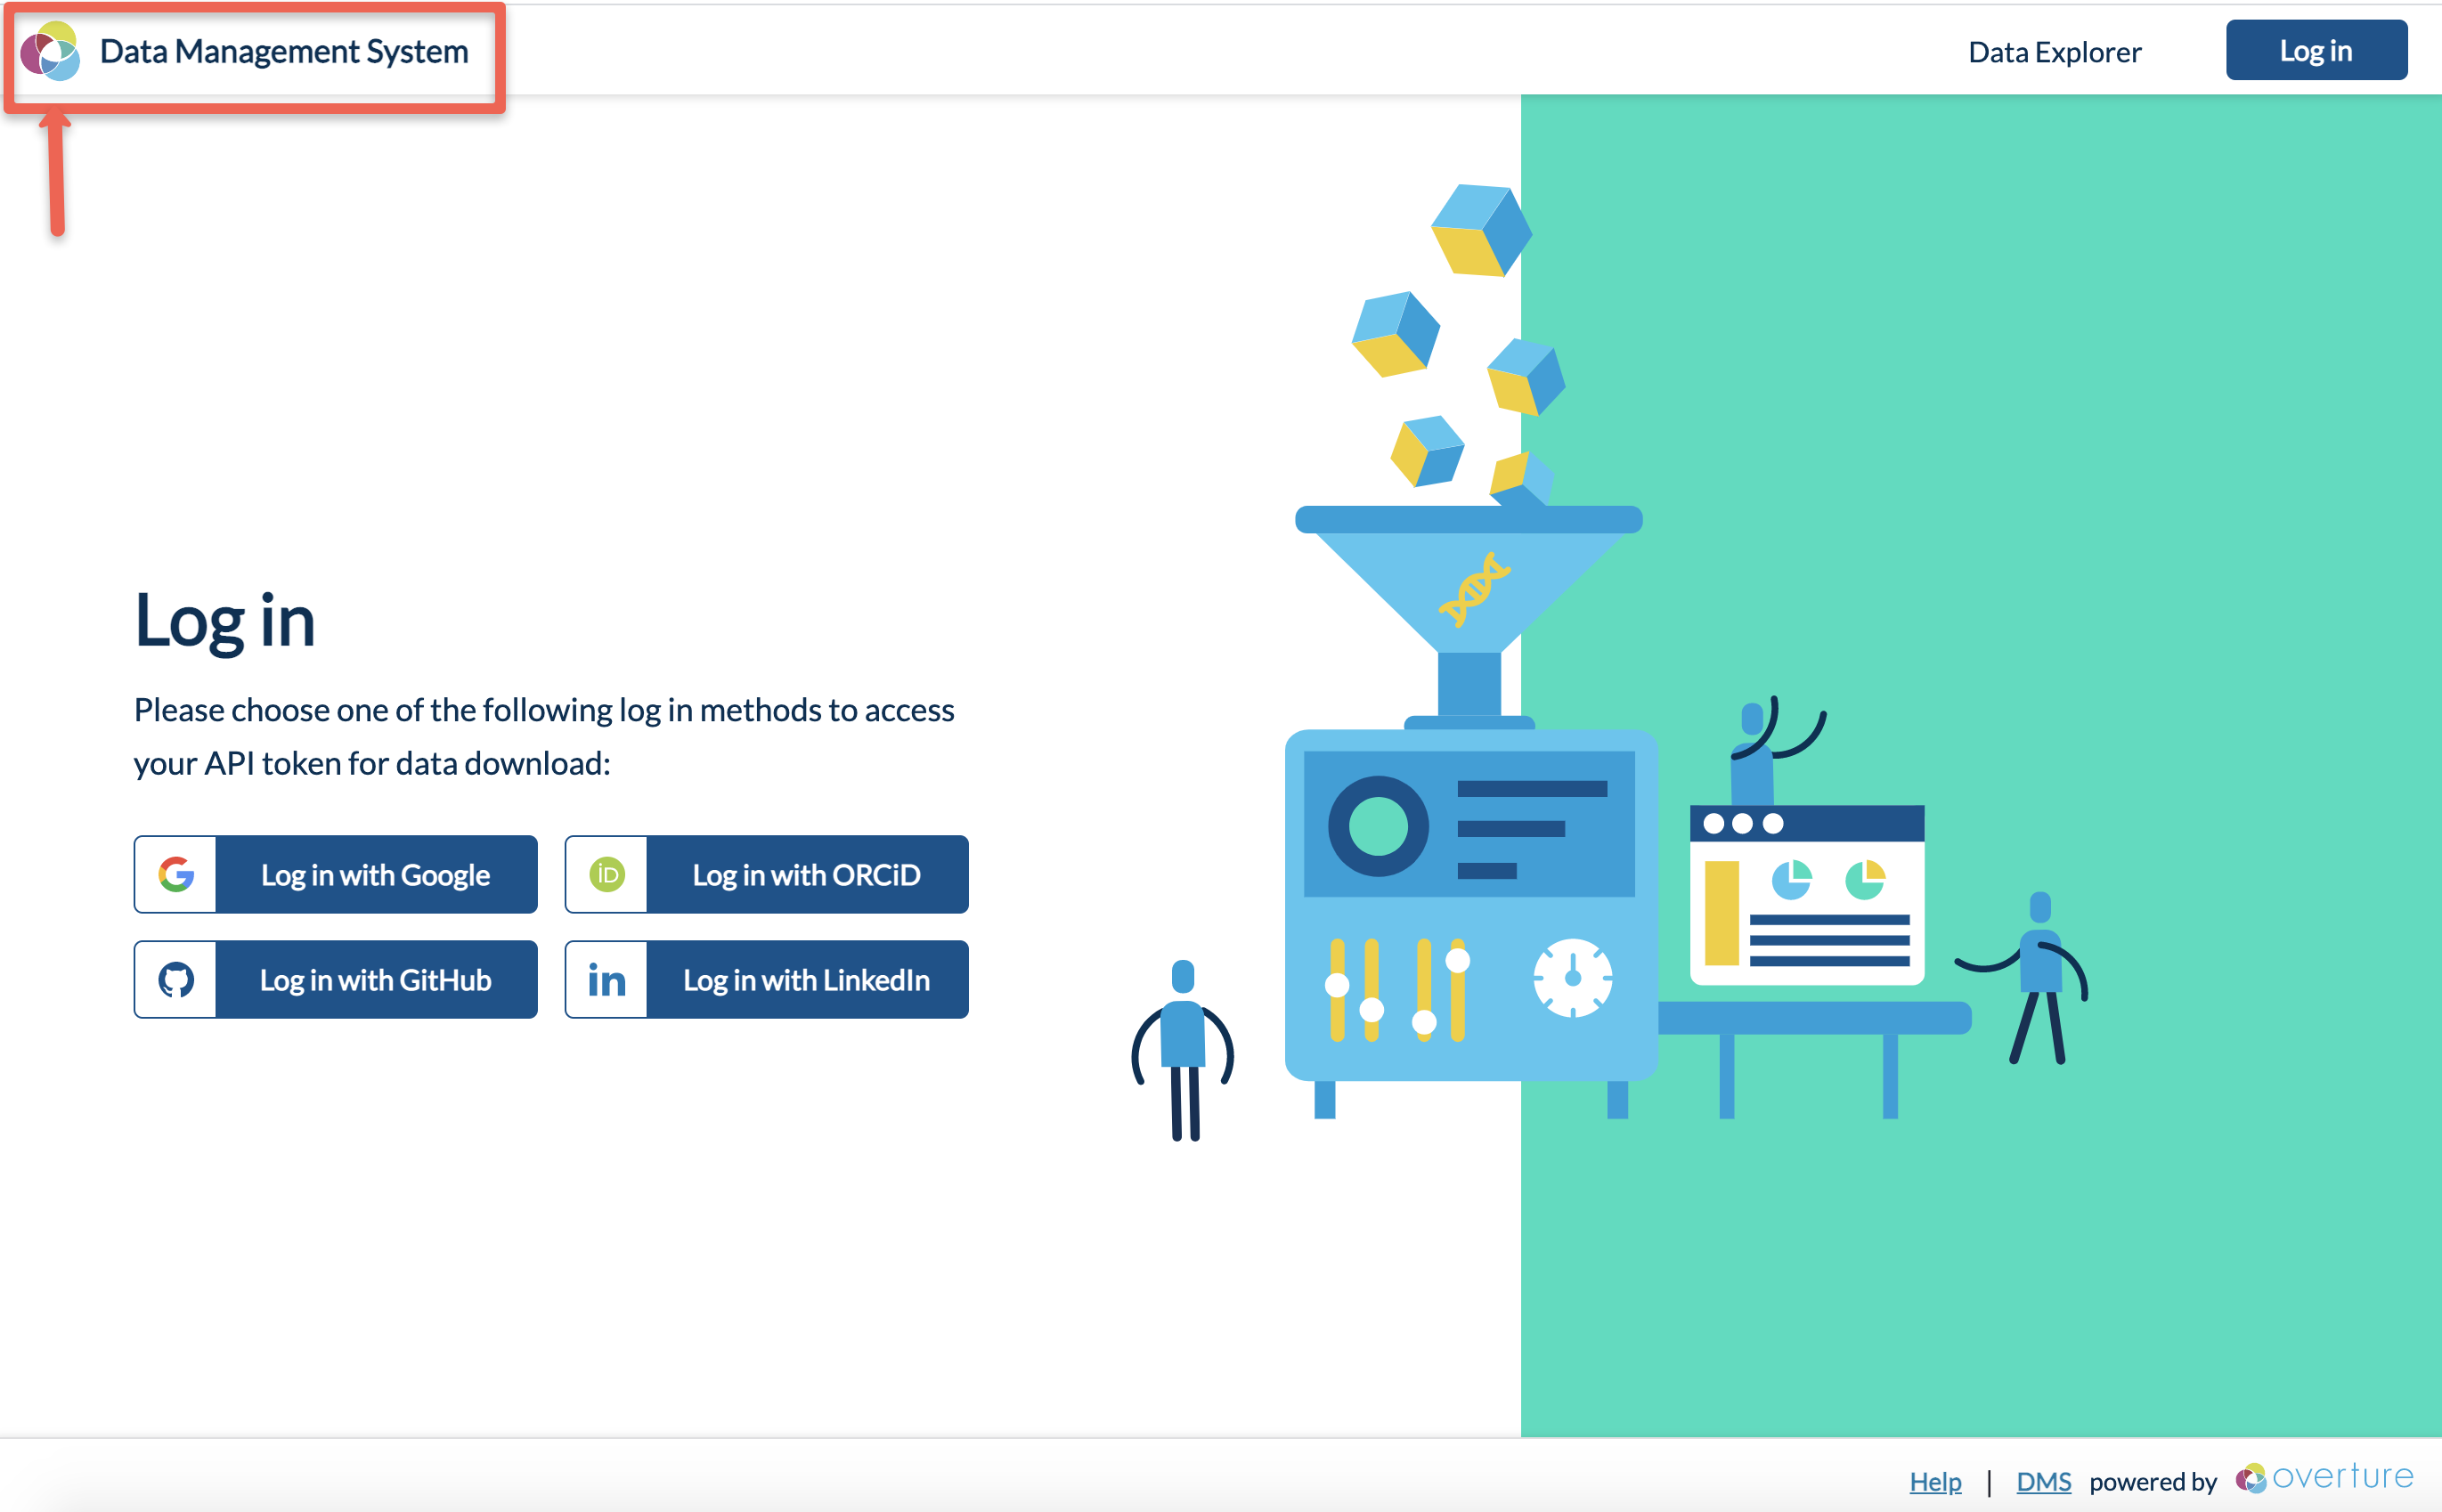 Data Management System
Data Explorer
Log in
Log in
Please choose one of the following log in methods to access
your API token for data download:
Log in with Google
iD
Log in with ORCiD
Log in with GitHub
in
Log in with LinkedIn
Help | DMS powered by overture